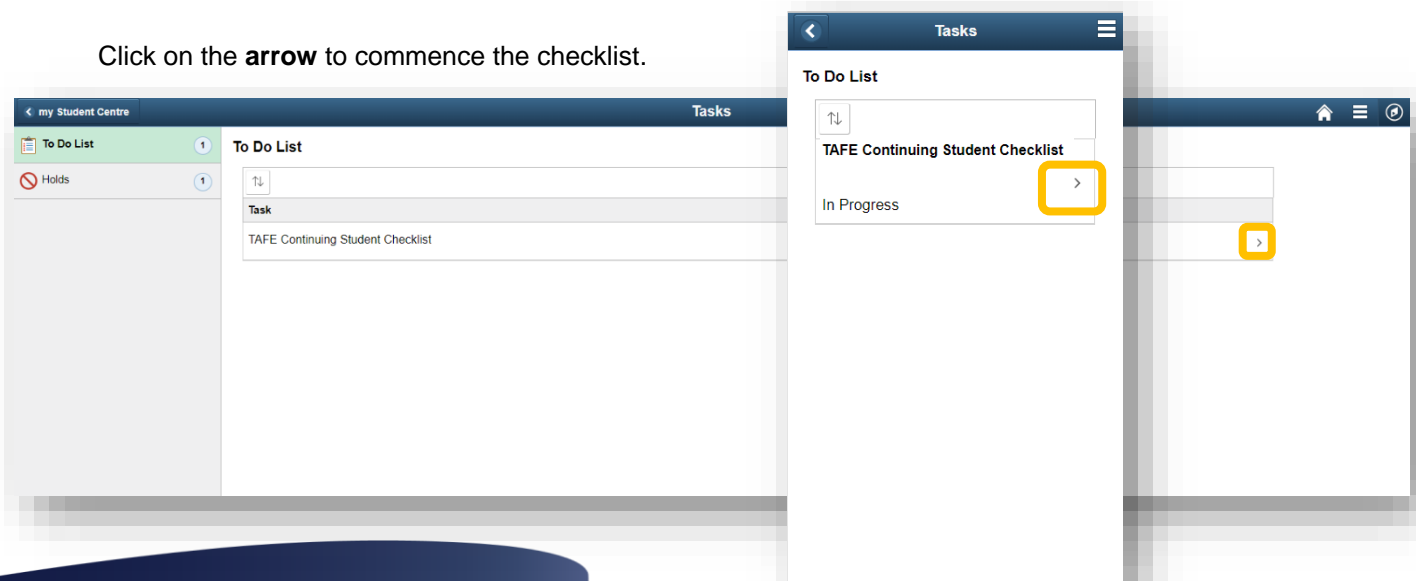 Click on the arrow to commence the checklist.
my Student Centre
Tasks
To Do List 1
Holds 1
To Do List
Task
TAFE Continuing Student Checklist
Tasks
To Do List
TAFE Continuing Student Checklist
In Progress